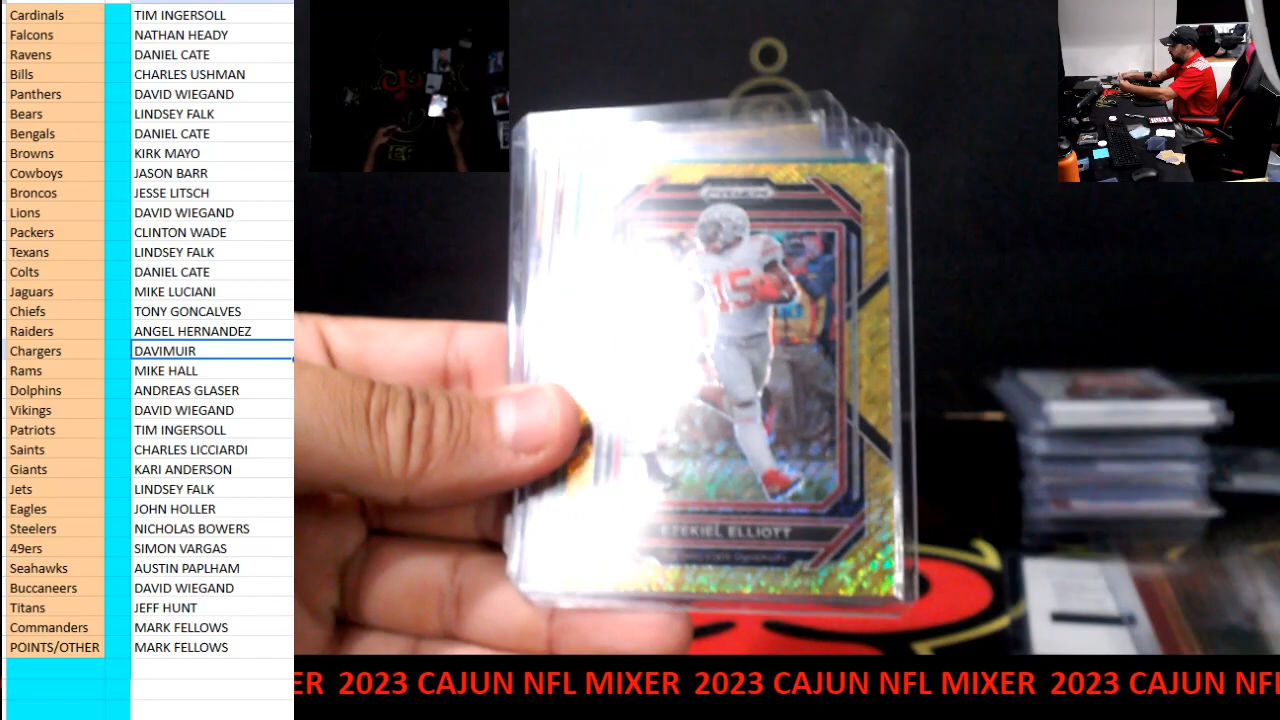 Cardinals TIM INGERSOLL
Falcons NATHAN HEADY
Ravens DANIEL CATE
Bills CHARLES USHMAN
Panthers DAVID WIEGAND
Bears LINDSEY FALK
Bengals DANIEL CATE
Browns KIRK MAYO
Cowboys JASON BARR
Broncos JESSE LITSCH
Lions DAVID WIEGAND
Packers CLINTON WADE
Texans LINDSEY FALK
Colts DANIEL CATE
Jaguars MIKE LUCIANI
Chiefs TONY GONCALVES
Raiders ANGEL HERNANDEZ
Chargers DAVIMUIR
Rams MIKE HALL
Dolphins ANDREAS GLASER
Vikings DAVID WIEGAND
Patriots TIM INGERSOLL
Saints CHARLES LICCIARDI
Giants KARI ANDERSON
Jets LINDSEY FALK
Eagles JOHN HOLLER
Steelers NICHOLAS BOWERS
49ers SIMON VARGAS
Seahawks AUSTIN PAPLHAM
Buccaneers DAVID WIEGAND
Titans JEFF HUNT
Commanders MARK FELLOWS
POINTS/OTHER MARK FELLOWS
PRIZM
15
EZEKIEL ELLIOTT
ER 2023 CAJUN NFL MIXER 2023 CAJUN NFL MIXER 2023 CAJUN NFL